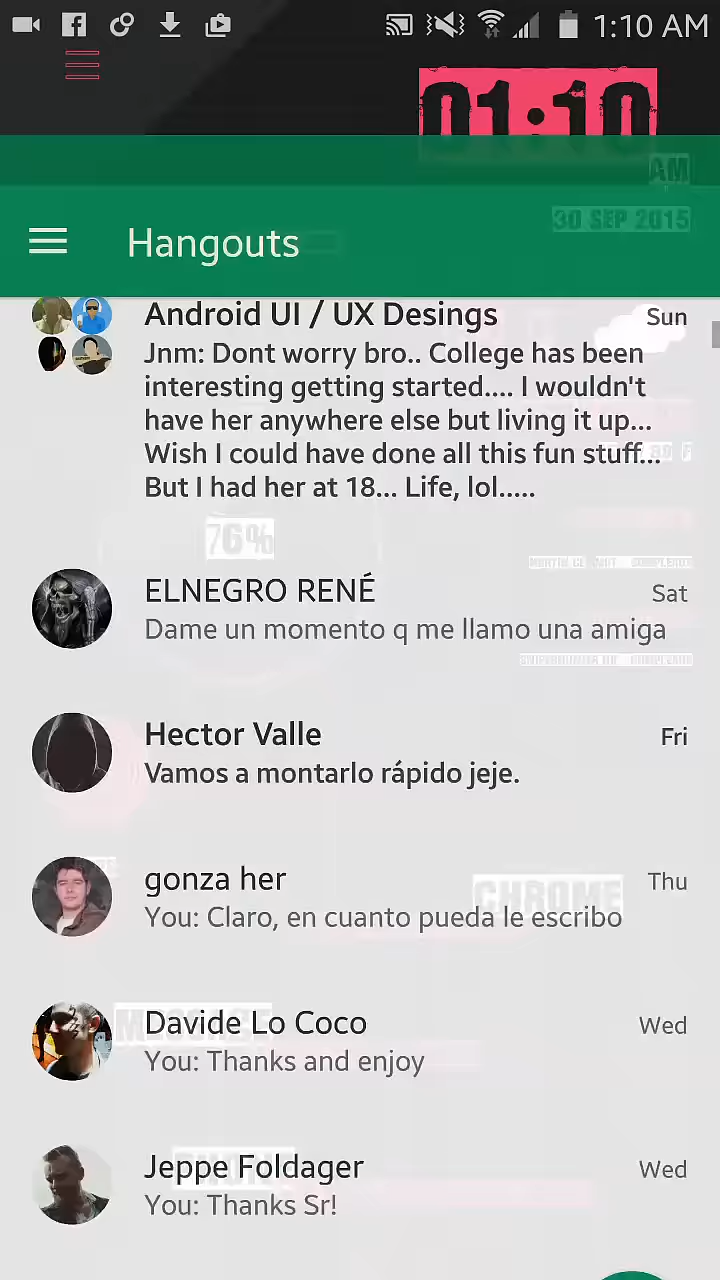 1:10 AM
01:10
AM
30 SEP 2015
Hangouts
Android UI / UX Desings
Sun
Jnm: Dont worry bro.. College has been
interesting getting started.... I wouldn't
have her anywhere else but living it up...
Wish I could have done all this fun stuff...
But I had her at 18... Life, lol.....
76%
ELNEGRO RENÉ
Sat
Dame un momento q me llamo una amiga
Hector Valle
Fri
Vamos a montarlo rápido jeje.
gonza her
Thu
CHROME
You: Claro, en cuanto pueda le escribo
Davide Lo Coco
Wed
You: Thanks and enjoy
Jeppe Foldager
Wed
You: Thanks Sr!